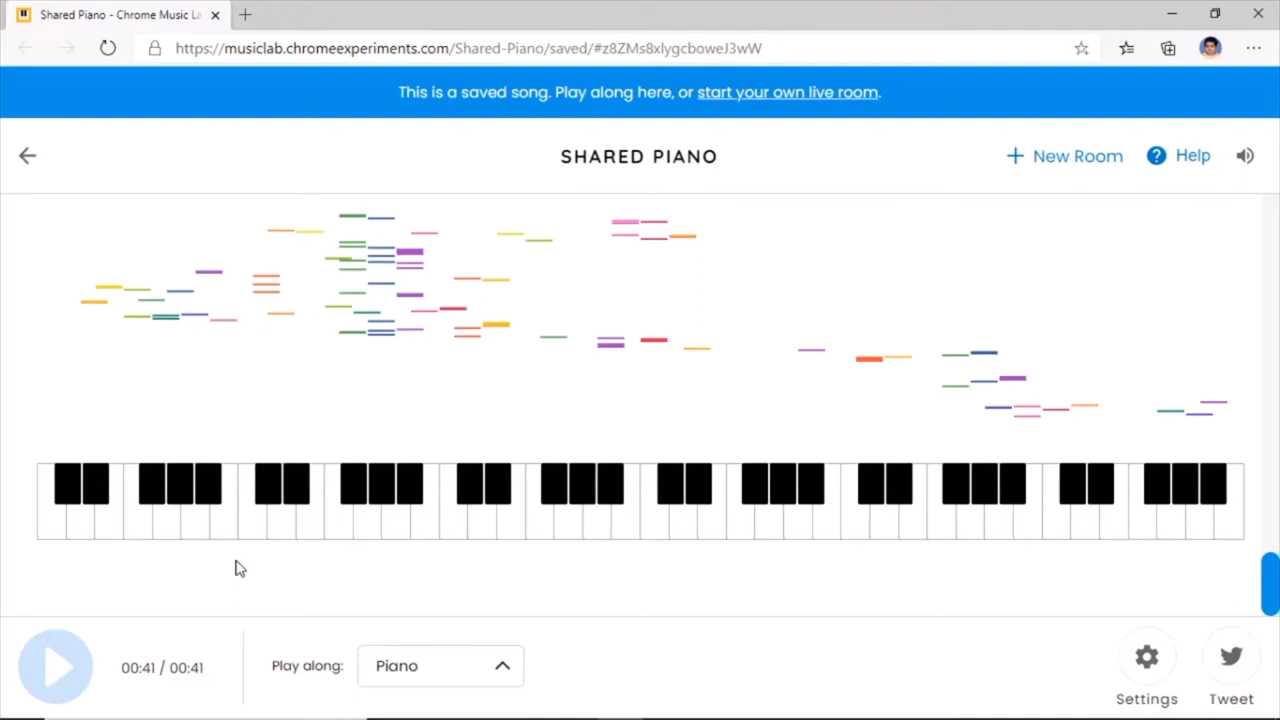 Shared Piano - Chrome Music La
https://musiclab.chromeexperiments.com/Shared-Piano/saved/#z8ZMs8xlygcboweJ3wW
This is a saved song. Play along here, or start your own live room.
SHARED PIANO
New Room
Help
00:41 / 00:41
Play along:
Piano
Settings
Tweet